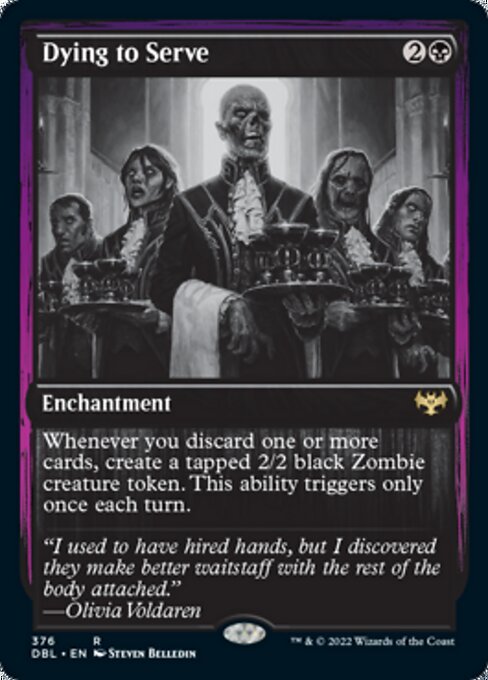 Dying to Serve 2
Enchantment
Whenever you discard one or more
cards, create a tapped 2/2 black Zombie
creature token. This ability triggers only
once each turn.
“I used to have hired hands, but I discovered
they make better waitstaff with the rest of the
body attached.”
—Olivia Voldaren
376 R
DBL • EN Steven Belledin
™ & © 2022 Wizards of the Coast